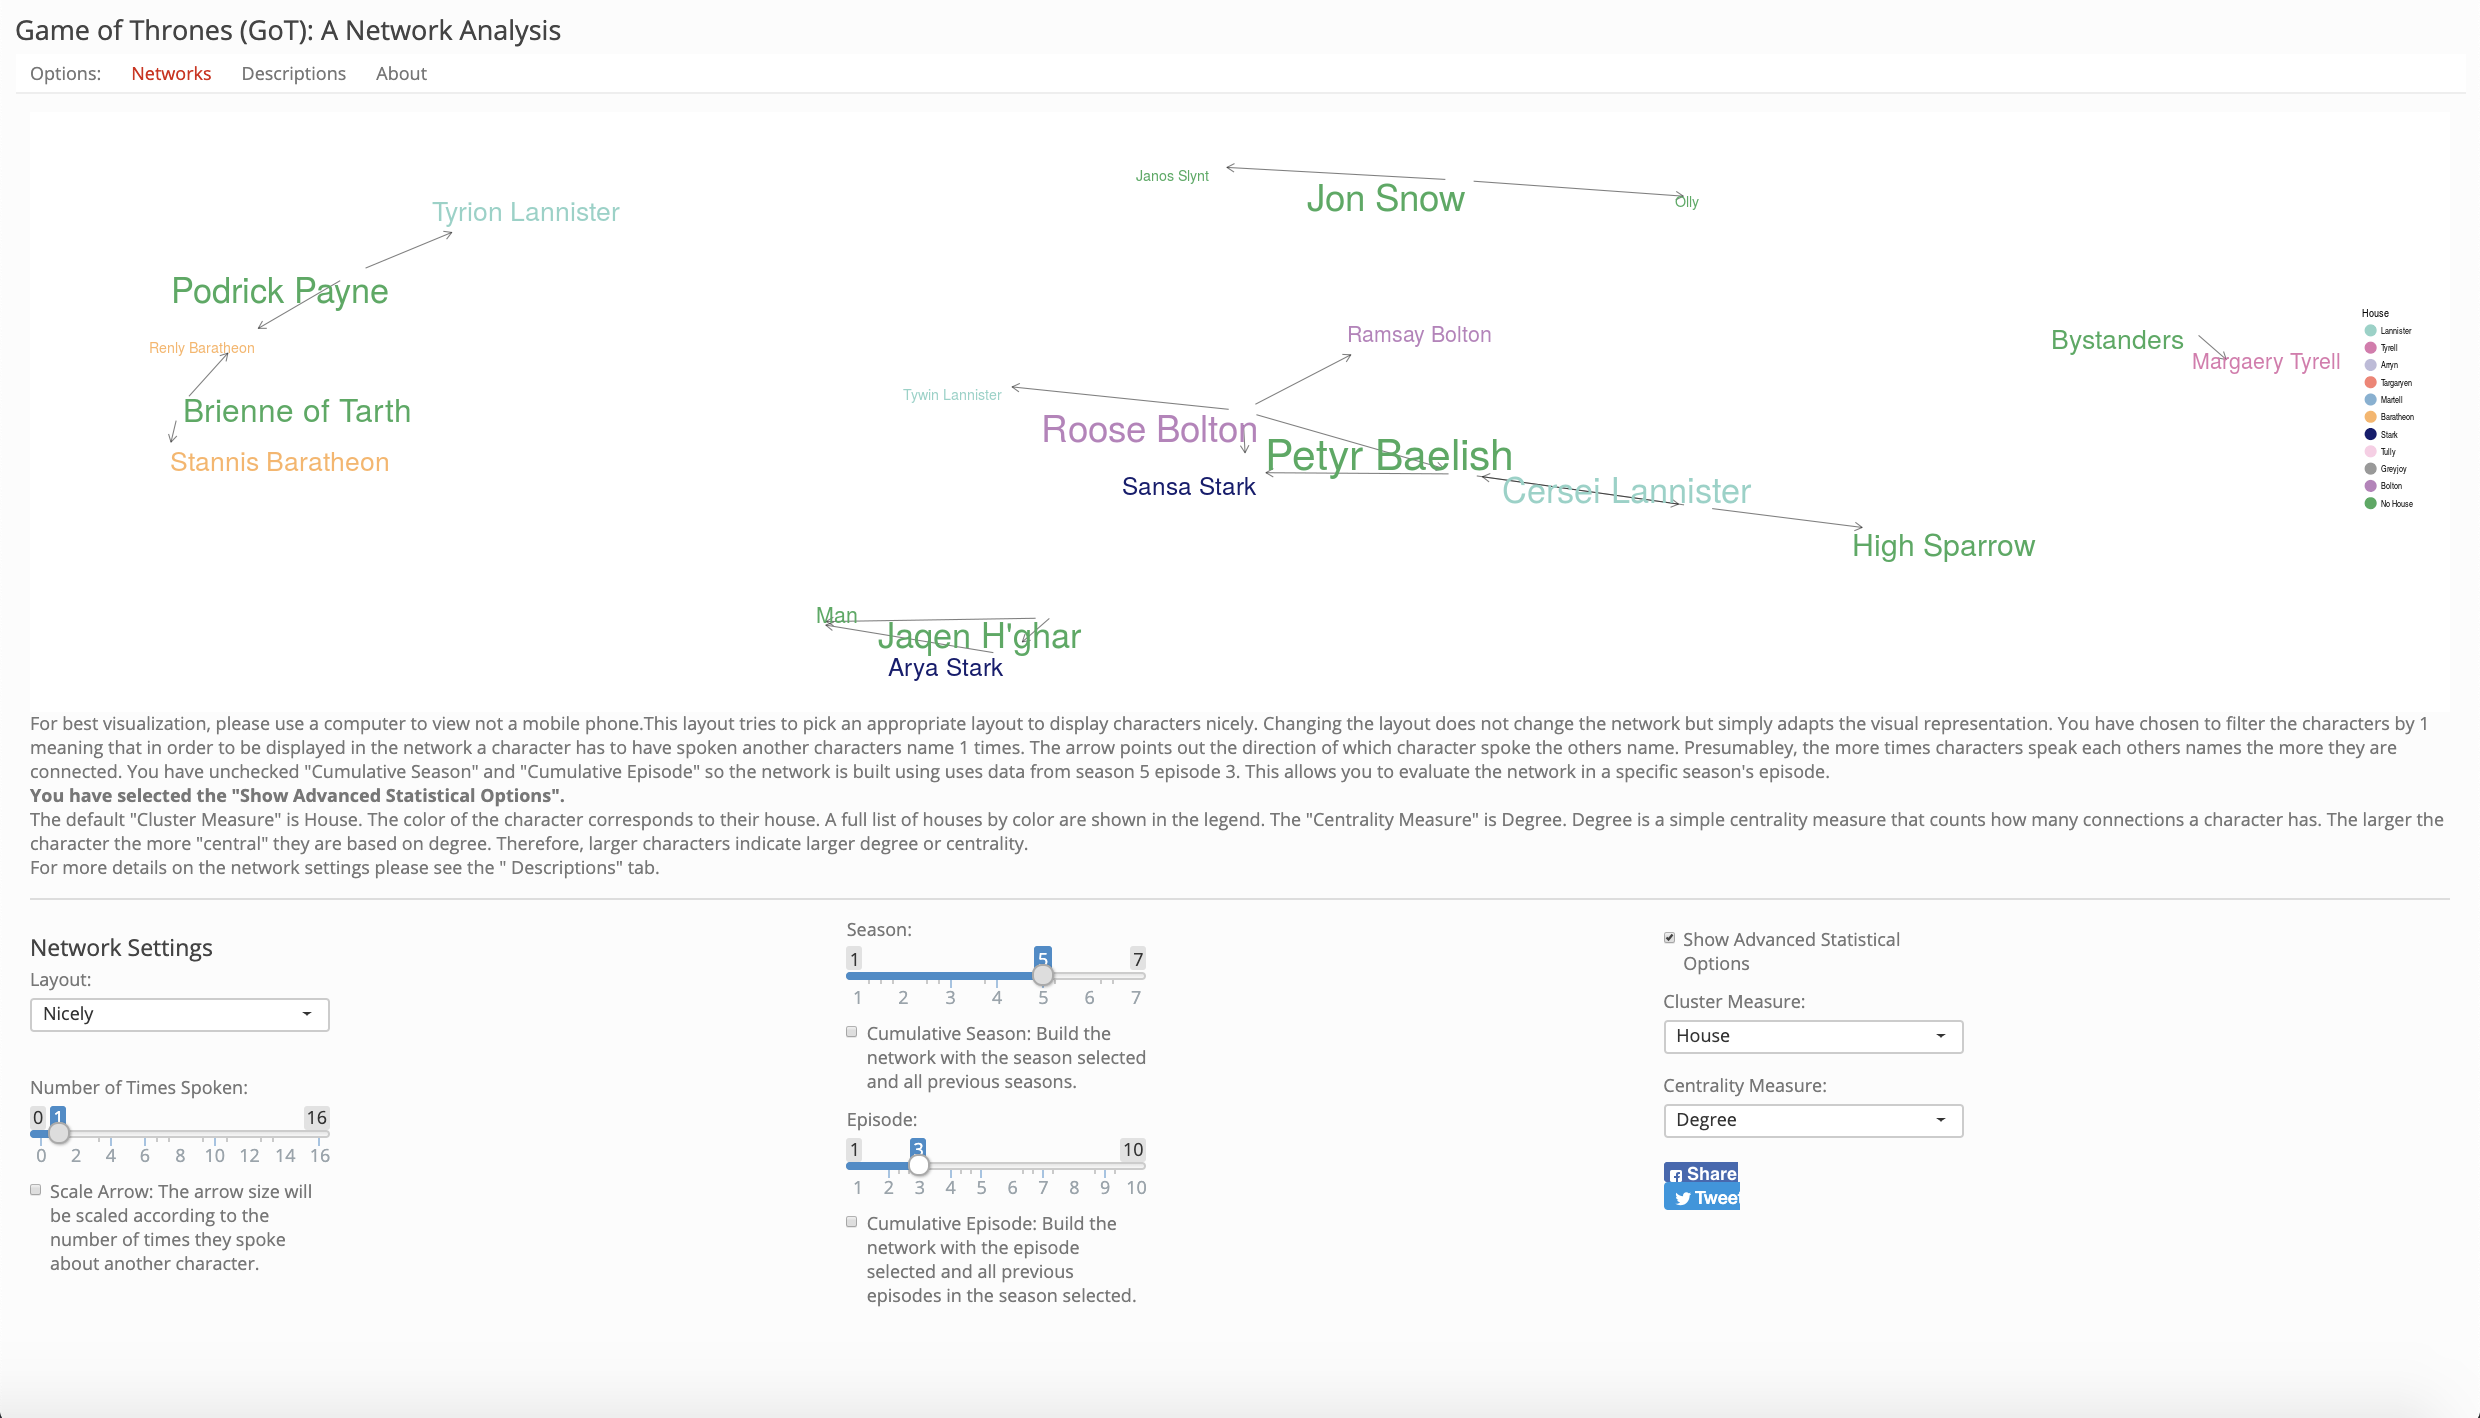 Game of Thrones (GoT): A Network Analysis
Options: Networks Descriptions About
Janos Slynt
Jon Snow
Olly
Tyrion Lannister
Podrick Payne
Renly Baratheon
Brienne of Tarth
Stannis Baratheon
Ramsay Bolton
Tywin Lannister
Roose Bolton
Petyr Baelish
Sansa Stark
Cersei Lannister
High Sparrow
Bystanders
Margaery Tyrell
Man
Jaqen H'ghar
Arya Stark
House
Lannister
Tyrell
Arryn
Targaryen
Martell
Baratheon
Stark
Tully
Greyjoy
Bolton
No House
For best visualization, please use a computer to view not a mobile phone.This layout tries to pick an appropriate layout to display characters nicely. Changing the layout does not change the network but simply adapts the visual representation. You have chosen to filter the characters by 1
meaning that in order to be displayed in the network a character has to have spoken another characters name 1 times. The arrow points out the direction of which character spoke the others name. Presumabley, the more times characters speak each others names the more they are
connected. You have unchecked "Cumulative Season" and "Cumulative Episode" so the network is built using uses data from season 5 episode 3. This allows you to evaluate the network in a specific season's episode.
You have selected the "Show Advanced Statistical Options".
The default "Cluster Measure" is House. The color of the character corresponds to their house. A full list of houses by color are shown in the legend. The "Centrality Measure" is Degree. Degree is a simple centrality measure that counts how many connections a character has. The larger the
character the more "central" they are based on degree. Therefore, larger characters indicate larger degree or centrality.
For more details on the network settings please see the " Descriptions" tab.
Network Settings
Layout:
Nicely
Number of Times Spoken:
0 1 16
0 2 4 6 8 10 12 14 16
Scale Arrow: The arrow size will
be scaled according to the
number of times they spoke
about another character.
Season:
1 5 7
1 2 3 4 5 6 7
Cumulative Season: Build the
network with the season selected
and all previous seasons.
Episode:
1 3 10
1 2 3 4 5 6 7 8 9 10
Cumulative Episode: Build the
network with the episode
selected and all previous
episodes in the season selected.
Show Advanced Statistical
Options
Cluster Measure:
House
Centrality Measure:
Degree
Share
Tweet